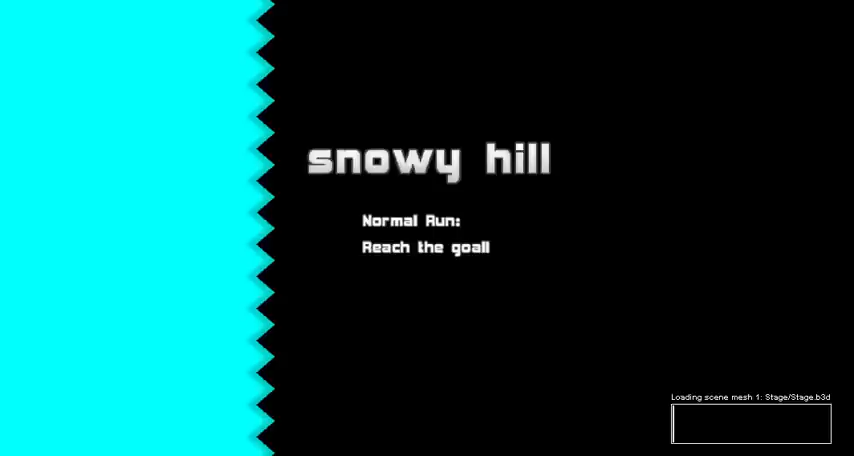 snowy hill
Normal Run:
Reach the goal!
Loading scene mesh 1: Stage/Stage.b3d